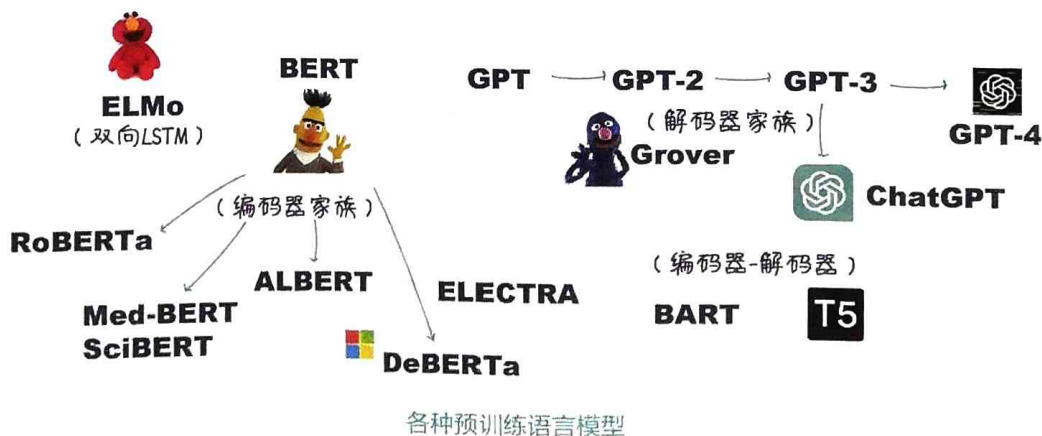 ELMo
(双向LSTM)
BERT
(编码器家族)
RoBERTa
Med-BERT
SciBERT
ALBERT
ELECTRA
DeBERTa
GPT
GPT-2
GPT-3
GPT-4
(解码器家族)
Grover
ChatGPT
(编码器-解码器)
BART
T5
各种预训练语言模型